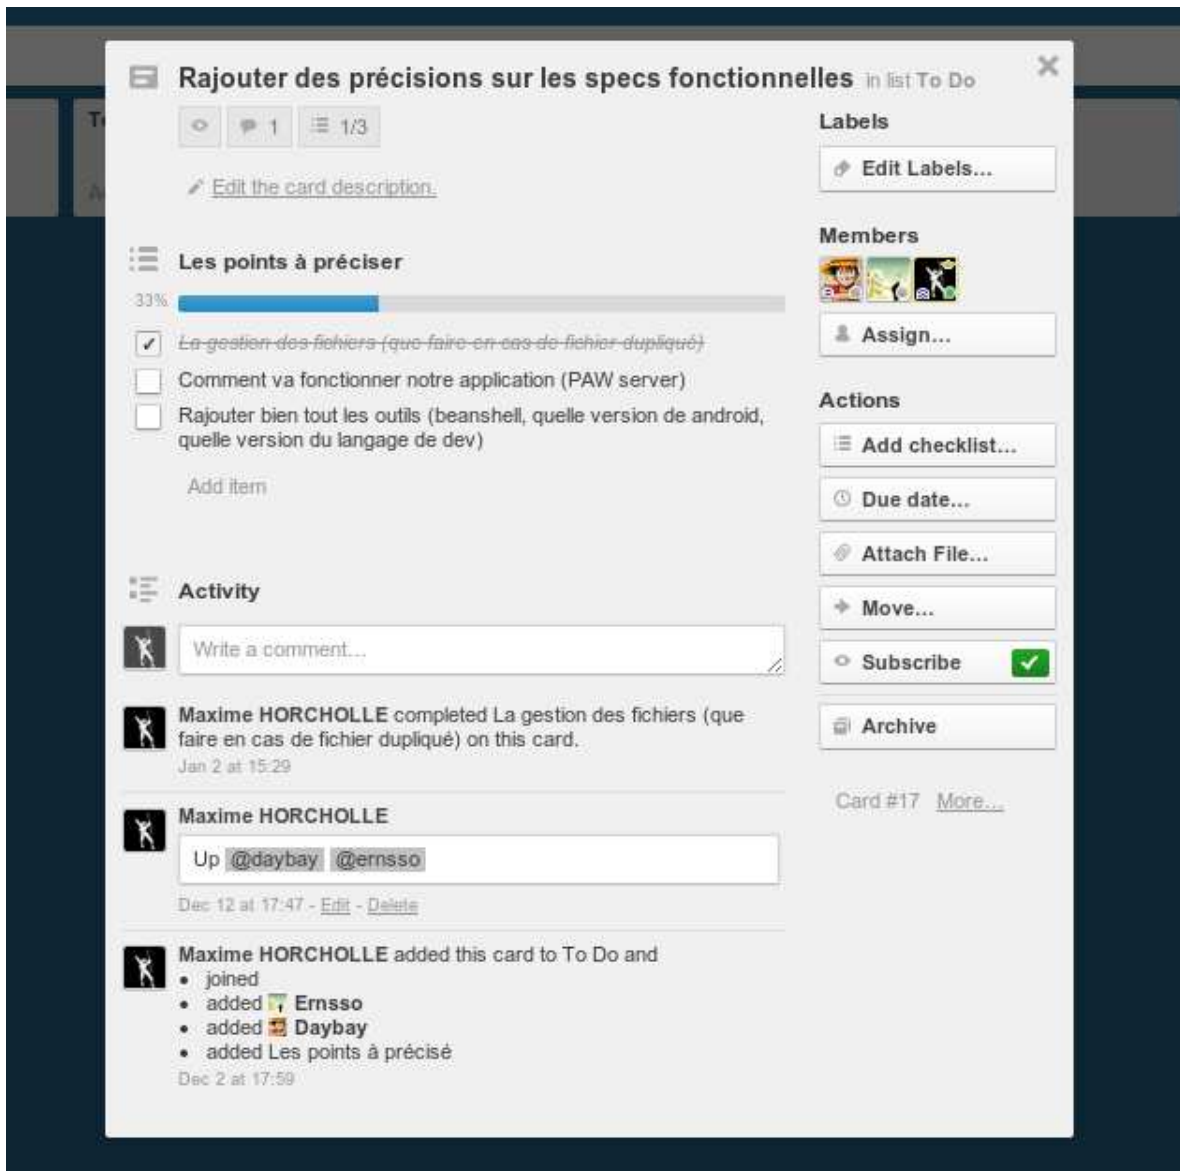 Rajouter des précisions sur les specs fonctionnelles in list To Do
1
1/3
Edit the card description.
Les points à préciser
33%
La gestion des fichiers (que faire en cas de fichier dupliqué)
Comment va fonctionner notre application (PAW server)
Rajouter bien tout les outils (beanshell, quelle version de android,
quelle version du langage de dev)
Add item
Activity
Write a comment...
Maxime HORCHOLLE completed La gestion des fichiers (que
faire en cas de fichier dupliqué) on this card.
Jan 2 at 15:29
Maxime HORCHOLLE
Up @daybay @ernsso
Dec 12 at 17:47 - Edit - Delete
Maxime HORCHOLLE added this card to To Do and
• joined
• added Ernsso
• added Daybay
• added Les points à précisé
Dec 2 at 17:59
Labels
Edit Labels...
Members
Assign...
Actions
Add checklist...
Due date...
Attach File...
Move...
Subscribe
Archive
Card #17 More...